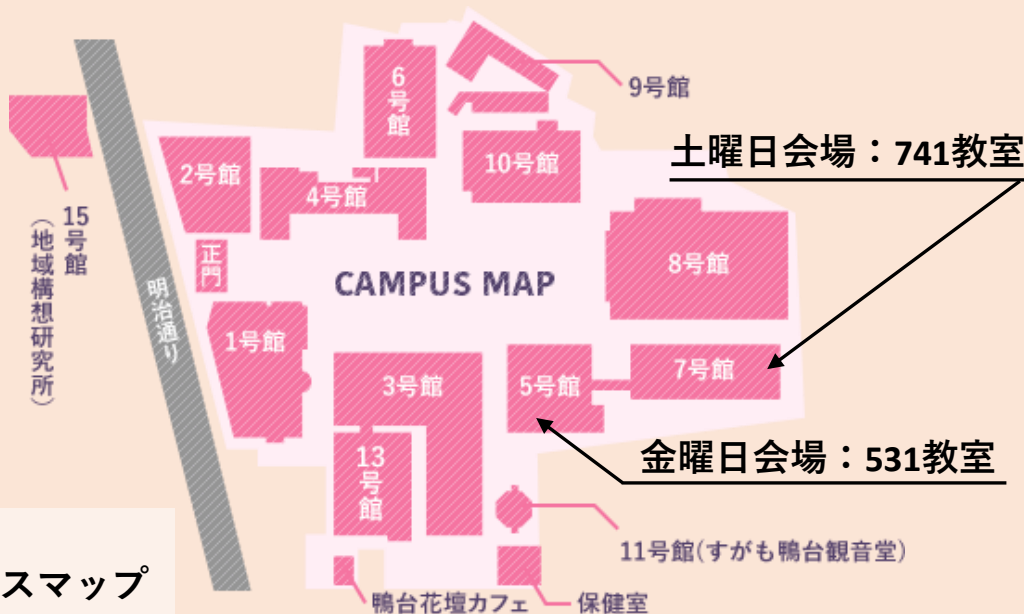 6号館
9号館
土曜日会場：741教室
2号館
10号館
4号館
15号館
（地域構想研究所）
正門
8号館
CAMPUS MAP
明治通り
1号館
7号館
3号館
5号館
金曜日会場：531教室
13号館
11号館(すがも鴨台観音堂)
スマップ
鴨台花壇カフェ
保健室